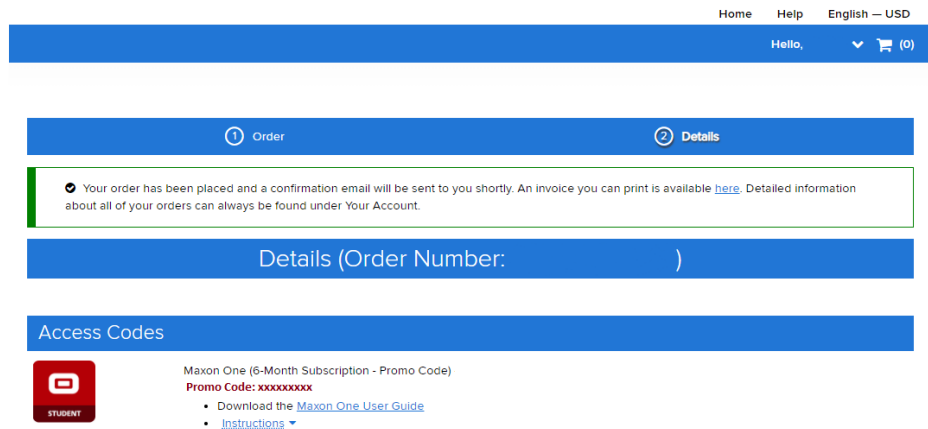 Home Help English — USD
Hello, (0)
1 Order 2 Details
Your order has been placed and a confirmation email will be sent to you shortly. An invoice you can print is available here. Detailed information
about all of your orders can always be found under Your Account.
Details (Order Number: )
Access Codes
Maxon One (6-Month Subscription - Promo Code)
Promo Code: xxxxxxxxx
STUDENT
• Download the Maxon One User Guide
• Instructions